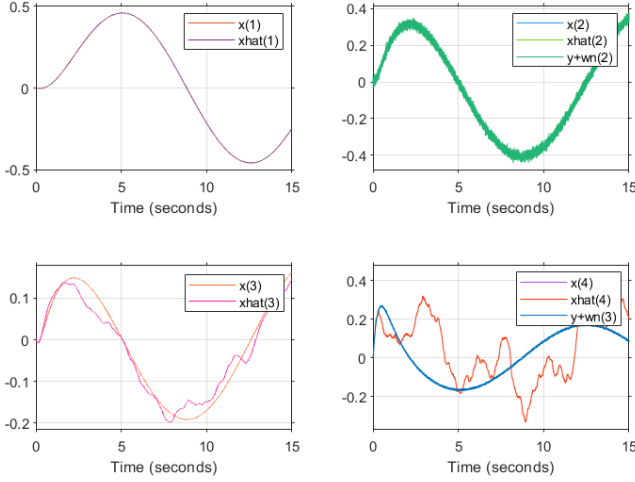 0.5
0
-0.5
0
5
10
15
Time (seconds)
x(1)
xhat(1)
0.4
0.2
0
-0.2
-0.4
0
5
10
15
Time (seconds)
x(2)
xhat(2)
y+wn(2)
0.1
0
-0.1
-0.2
0
5
10
15
Time (seconds)
x(3)
xhat(3)
0.4
0.2
0
-0.2
0
5
10
15
Time (seconds)
x(4)
xhat(4)
y+wn(3)